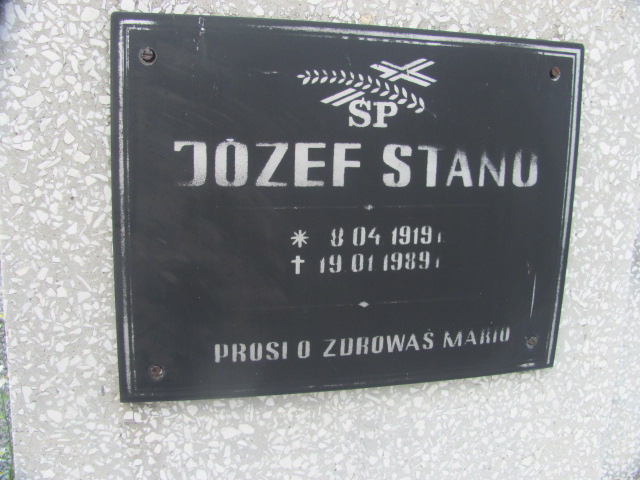 ŚP
JÓZEF STANO
* 8 04 1919 r
† 19 01 1989 r
PROSI O ZDROWAŚ MARIO